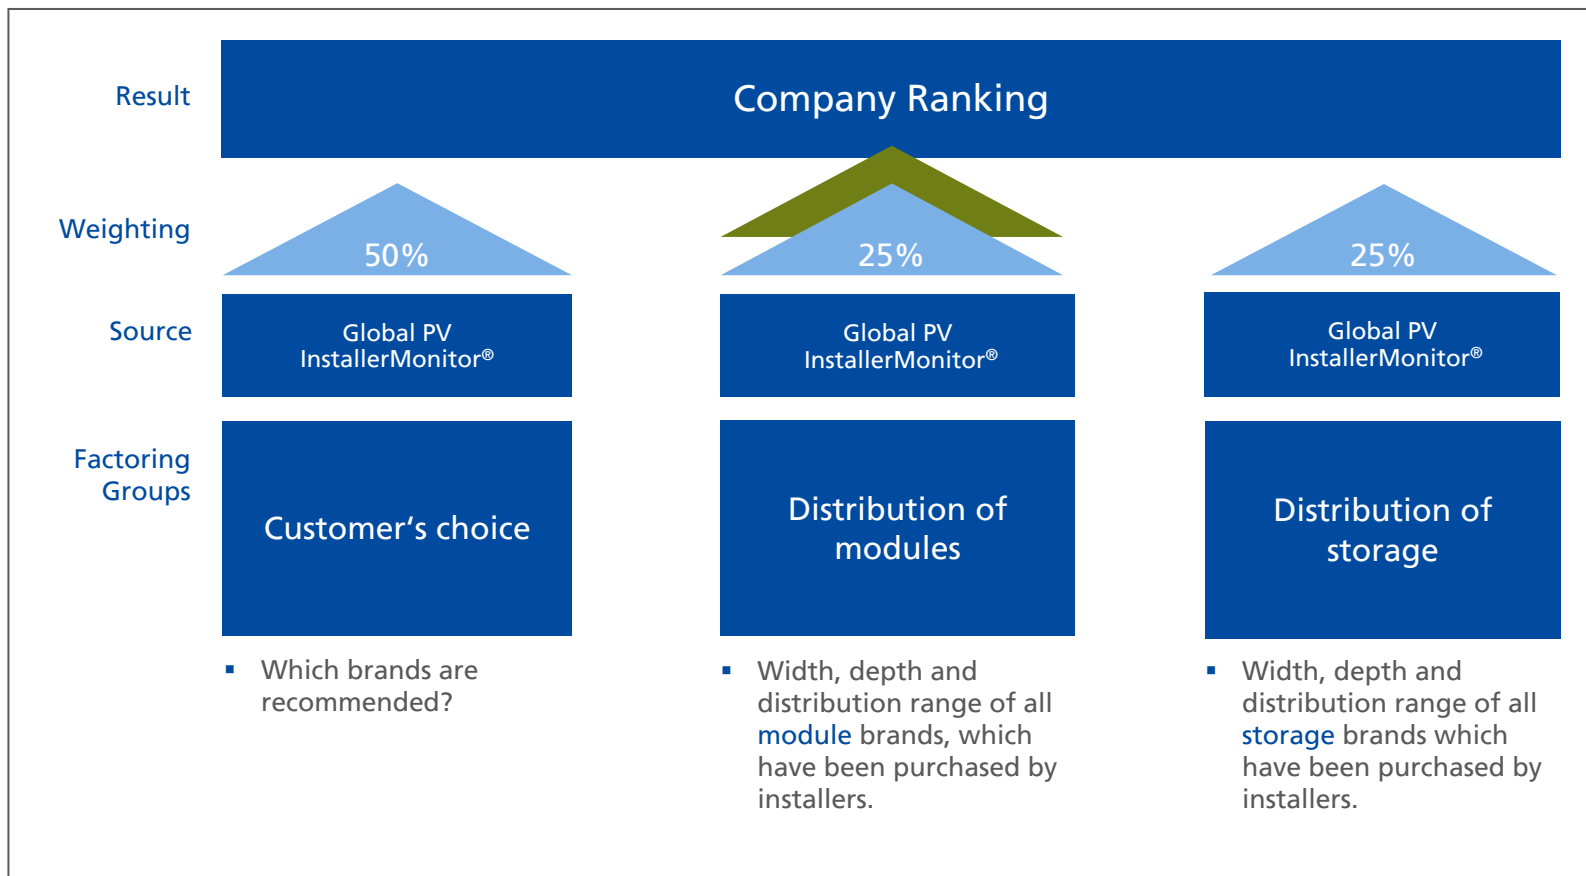 Result
Company Ranking
Weighting
50%
25%
25%
Source
Global PV
InstallerMonitor®
Global PV
InstallerMonitor®
Global PV
InstallerMonitor®
Factoring
Groups
Customer‘s choice
Distribution of
modules
Distribution of
storage
▪ Which brands are
recommended?
▪ Width, depth and
distribution range of all
module brands, which
have been purchased by
installers.
▪ Width, depth and
distribution range of all
storage brands which
have been purchased by
installers.